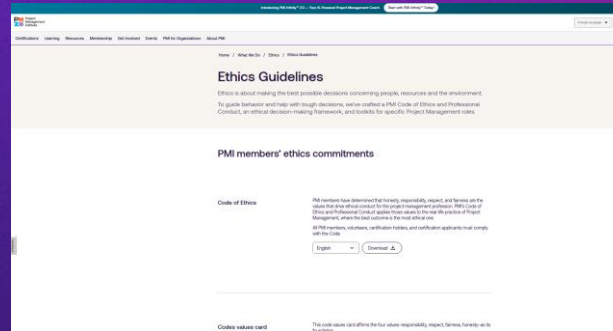 Introducing PMI Infinity™ 2.0 – Your AI-Powered Project Management Coach
Start with PMI Infinity™ Today!
Project
Management
Institute
Certifications Learning Resources Membership Get Involved Events PMI for Organizations About PMI
Home / What We Do / Ethics / Ethics Guidelines
Ethics Guidelines
Ethics is about making the best possible decisions concerning people, resources and the environment.
To guide behavior and help with tough decisions, we've crafted a PMI Code of Ethics and Professional
Conduct, an ethical decision-making framework, and toolkits for specific Project Management roles.
PMI members' ethics commitments
Code of Ethics
PMI members have determined that honesty, responsibility, respect, and fairness are the
values that drive ethical conduct for the project management profession. PMI's Code of
Ethics and Professional Conduct applies those values to the real-life practice of Project
Management, where the best outcome is the most ethical one.
All PMI members, volunteers, certification holders, and certification applicants must comply
with the Code.
English
Download
Codes values card
This code values card affirms the four values responsibility, respect, fairness, honesty-as its
foundation.